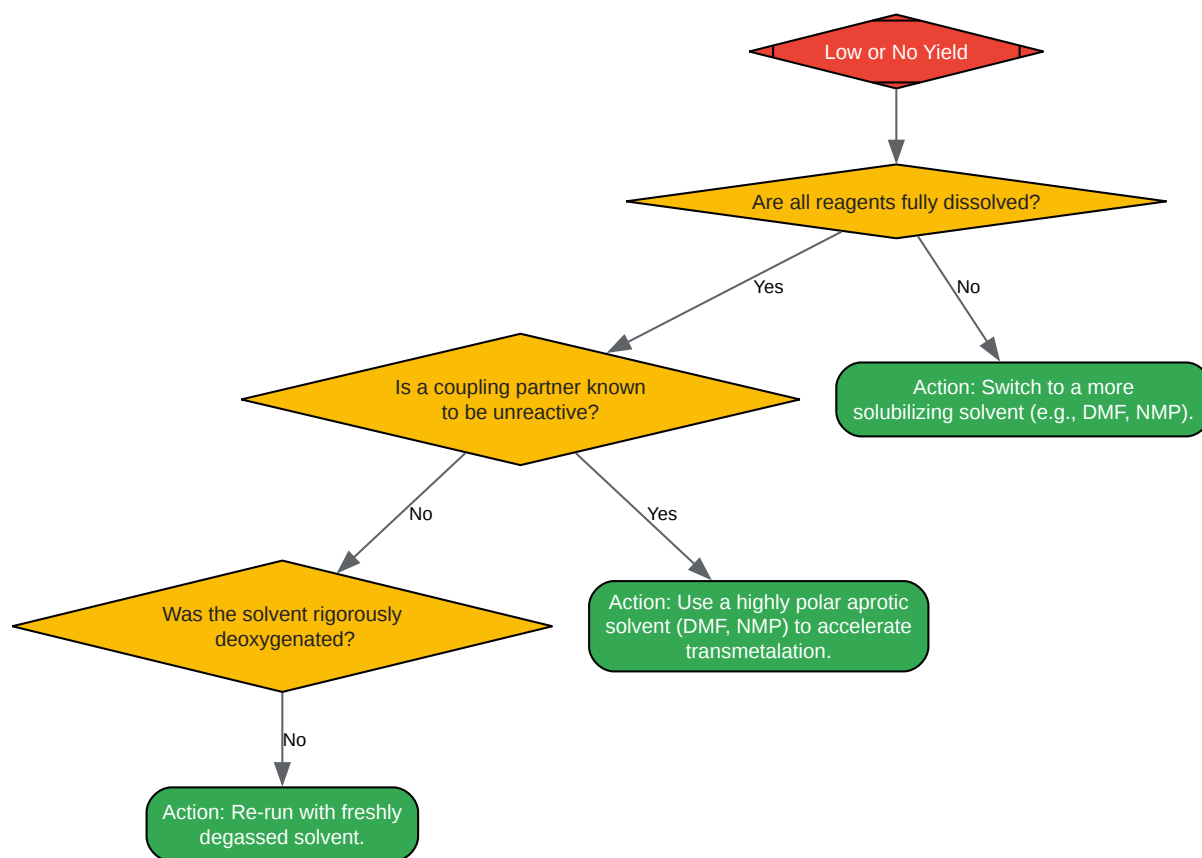 Low or No Yield
Are all reagents fully dissolved?
Yes
No
Is a coupling partner known
to be unreactive?
Action: Switch to a more
solubilizing solvent (e.g., DMF, NMP).
No
Yes
Was the solvent rigorously
deoxygenated?
Action: Use a highly polar aprotic
solvent (DMF, NMP) to accelerate
transmetalation.
No
Action: Re-run with freshly
degassed solvent.